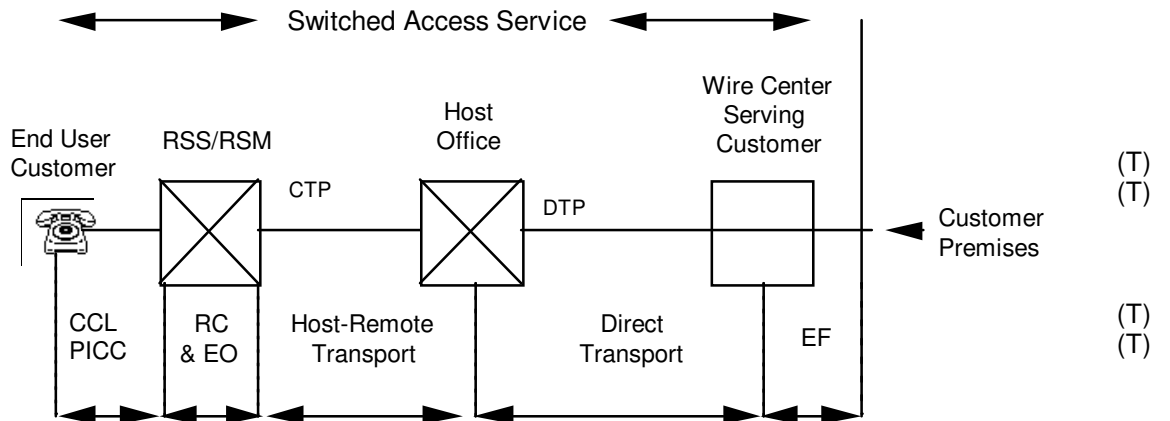 Switched Access Service
Wire Center
Serving
Customer
Host
Office
End User
Customer
RSS/RSM
(T)
(T)
CTP
DTP
Customer
Premises
CCL
PICC
RC
& EO
Host-Remote
Transport
Direct
Transport
EF
(T)
(T)